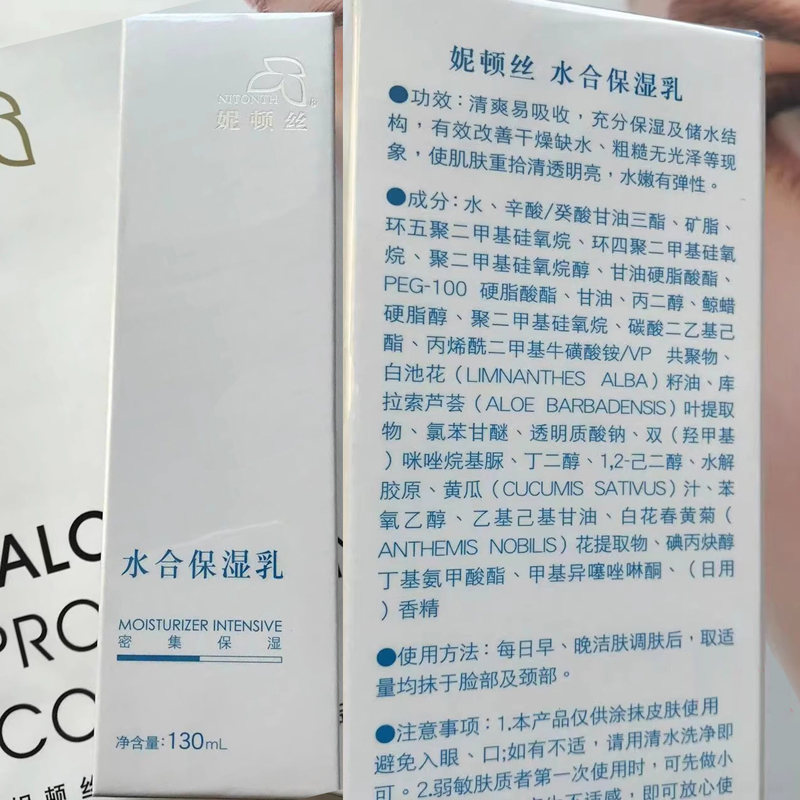 NITONTH
妮顿丝
水合保湿乳
MOISTURIZER INTENSIVE
密集保湿
净含量:130mL
ALO
PRO
CO
妮顿丝
妮顿丝 水合保湿乳
●功效:清爽易吸收,充分保湿及储水结
构,有效改善干燥缺水、粗糙无光泽等现
象,使肌肤重拾清透明亮,水嫩有弹性。
●成分:水、辛酸/癸酸甘油三酯、矿脂、
环五聚二甲基硅氧烷、环四聚二甲基硅氧
烷、聚二甲基硅氧烷醇、甘油硬脂酸酯、
PEG-100 硬脂酸酯、甘油、丙二醇、鲸蜡
硬脂醇、聚二甲基硅氧烷、碳酸二乙基己
酯、丙烯酰二甲基牛磺酸铵/VP 共聚物、
白池花(LIMNANTHES ALBA)籽油、库
拉索芦荟(ALOE BARBADENSIS)叶提取
物、氯苯甘醚、透明质酸钠、双(羟甲基
)咪唑烷基脲、丁二醇、1,2-己二醇、水解
胶原、黄瓜(CUCUMIS SATIVUS)汁、苯
氧乙醇、乙基己基甘油、白花春黄菊(
ANTHEMIS NOBILIS)花提取物、碘丙炔醇
丁基氨甲酸酯、甲基异噻唑啉酮、(日用
)香精
●使用方法:每日早、晚洁肤调肤后,取适
量均抹于脸部及颈部。
●注意事项:1.本产品仅供涂抹皮肤使用
避免入眼、口;如有不适,请用清水洗净即
可。2.弱敏肤质者第一次使用时,可先做小
不适感,即可放心使